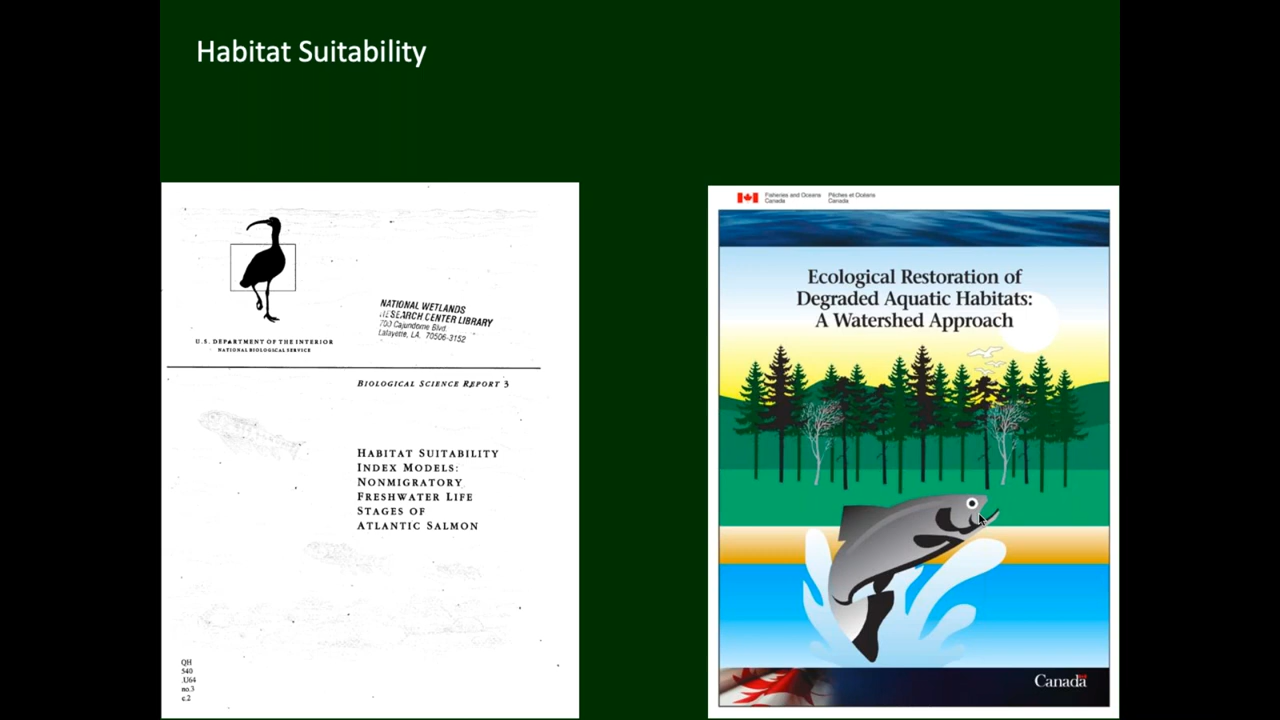 Habitat Suitability
NATIONAL WETLANDS
RESEARCH CENTER LIBRARY
700 Cajundome Blvd.
Lafayette, LA. 70506-3152
U.S. DEPARTMENT OF THE INTERIOR
NATIONAL BIOLOGICAL SERVICE
BIOLOGICAL SCIENCE REPORT 3
HABITAT SUITABILITY
INDEX MODELS:
NONMIGRATORY
FRESHWATER LIFE
STAGES OF
ATLANTIC SALMON
QH
540
.U64
no.3
c.2
Fisheries and Oceans Pêches et Océans
Canada Canada
Ecological Restoration of
Degraded Aquatic Habitats:
A Watershed Approach
Canada